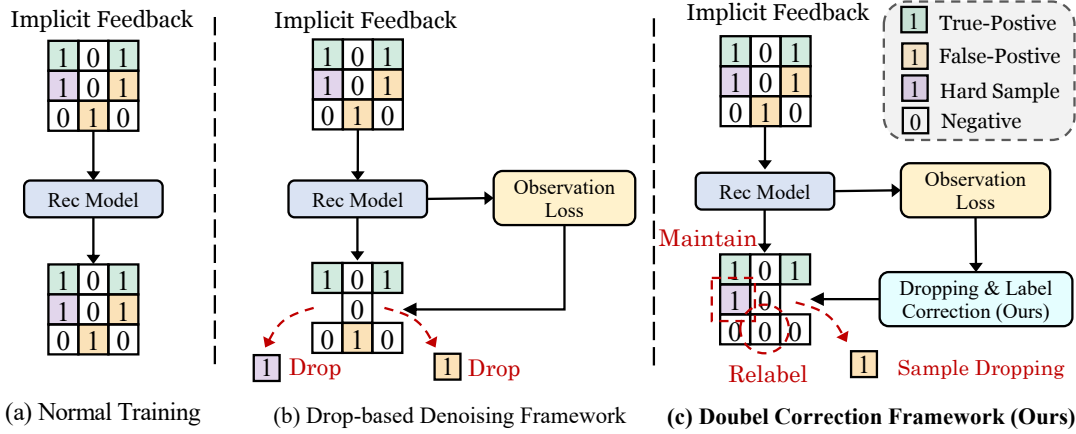 Implicit Feedback
1 0 1
1 0 1
0 1 0
Rec Model
1 0 1
1 0 1
0 1 0
(a) Normal Training
Implicit Feedback
1 0 1
1 0 1
0 1 0
Rec Model
Observation
Loss
1 0 1
0
0 1 0
1 Drop
1 Drop
(b) Drop-based Denoising Framework
Implicit Feedback
1 0 1
1 0 1
0 1 0
1 True-Postive
1 False-Postive
1 Hard Sample
0 Negative
Rec Model
Observation
Loss
Maintain
1 0 1
1 0
0 0 0
Dropping & Label
Correction (Ours)
Relabel
1 Sample Dropping
(c) Doubel Correction Framework (Ours)